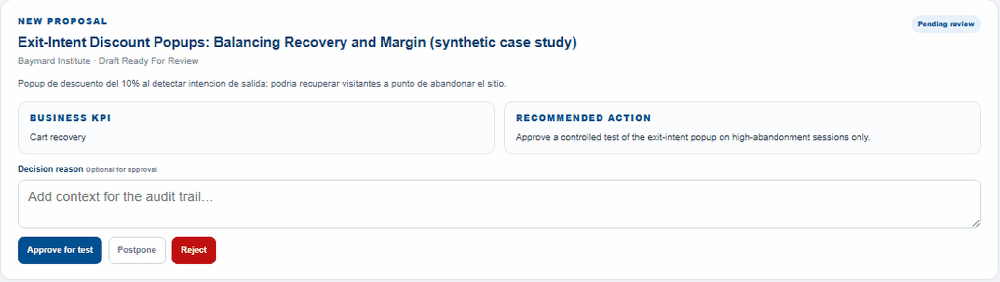 NEW PROPOSAL
Pending review
Exit-Intent Discount Popups: Balancing Recovery and Margin (synthetic case study)
Baymard Institute · Draft Ready For Review
Popup de descuento del 10% al detectar intencion de salida; podria recuperar visitantes a punto de abandonar el sitio.
BUSINESS KPI
Cart recovery
RECOMMENDED ACTION
Approve a controlled test of the exit-intent popup on high-abandonment sessions only.
Decision reason Optional for approval
Add context for the audit trail...
Approve for test
Postpone
Reject